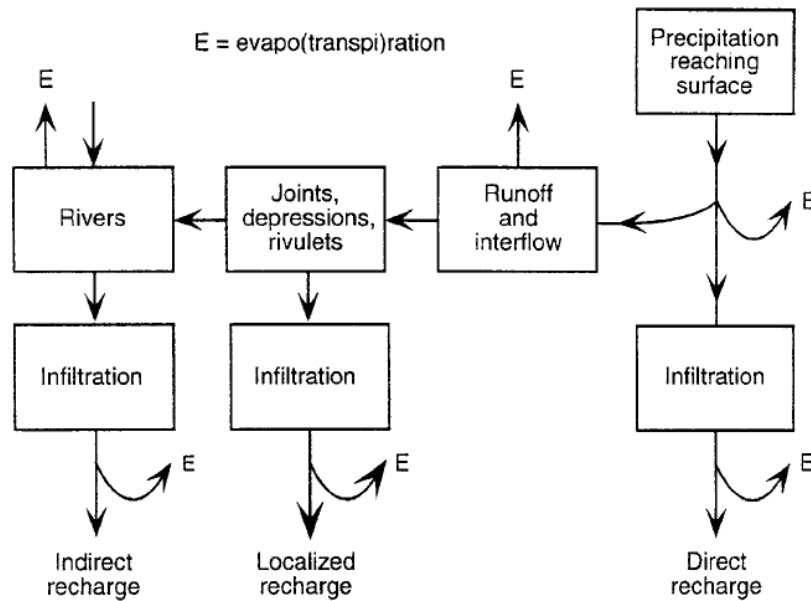 E = evapo(transpi)ration
Precipitation
reaching
surface
E
E
E
Rivers
Joints,
depressions,
rivulets
Runoff
and
interflow
Infiltration
Infiltration
Infiltration
E
E
E
Indirect
recharge
Localized
recharge
Direct
recharge